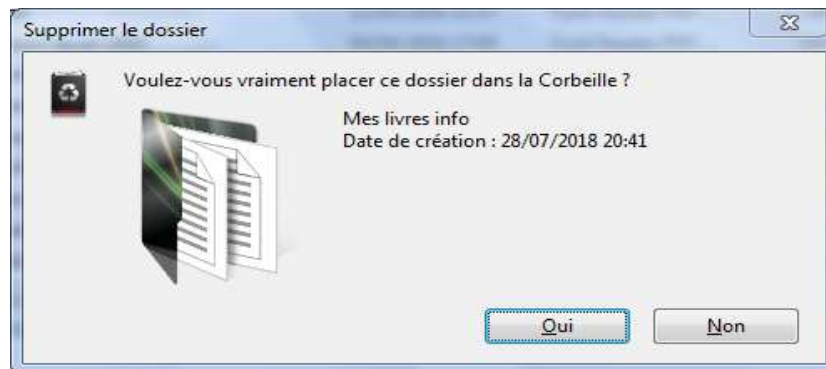 Supprimer le dossier
Voulez-vous vraiment placer ce dossier dans la Corbeille ?
Mes livres info
Date de création : 28/07/2018 20:41
Oui
Non